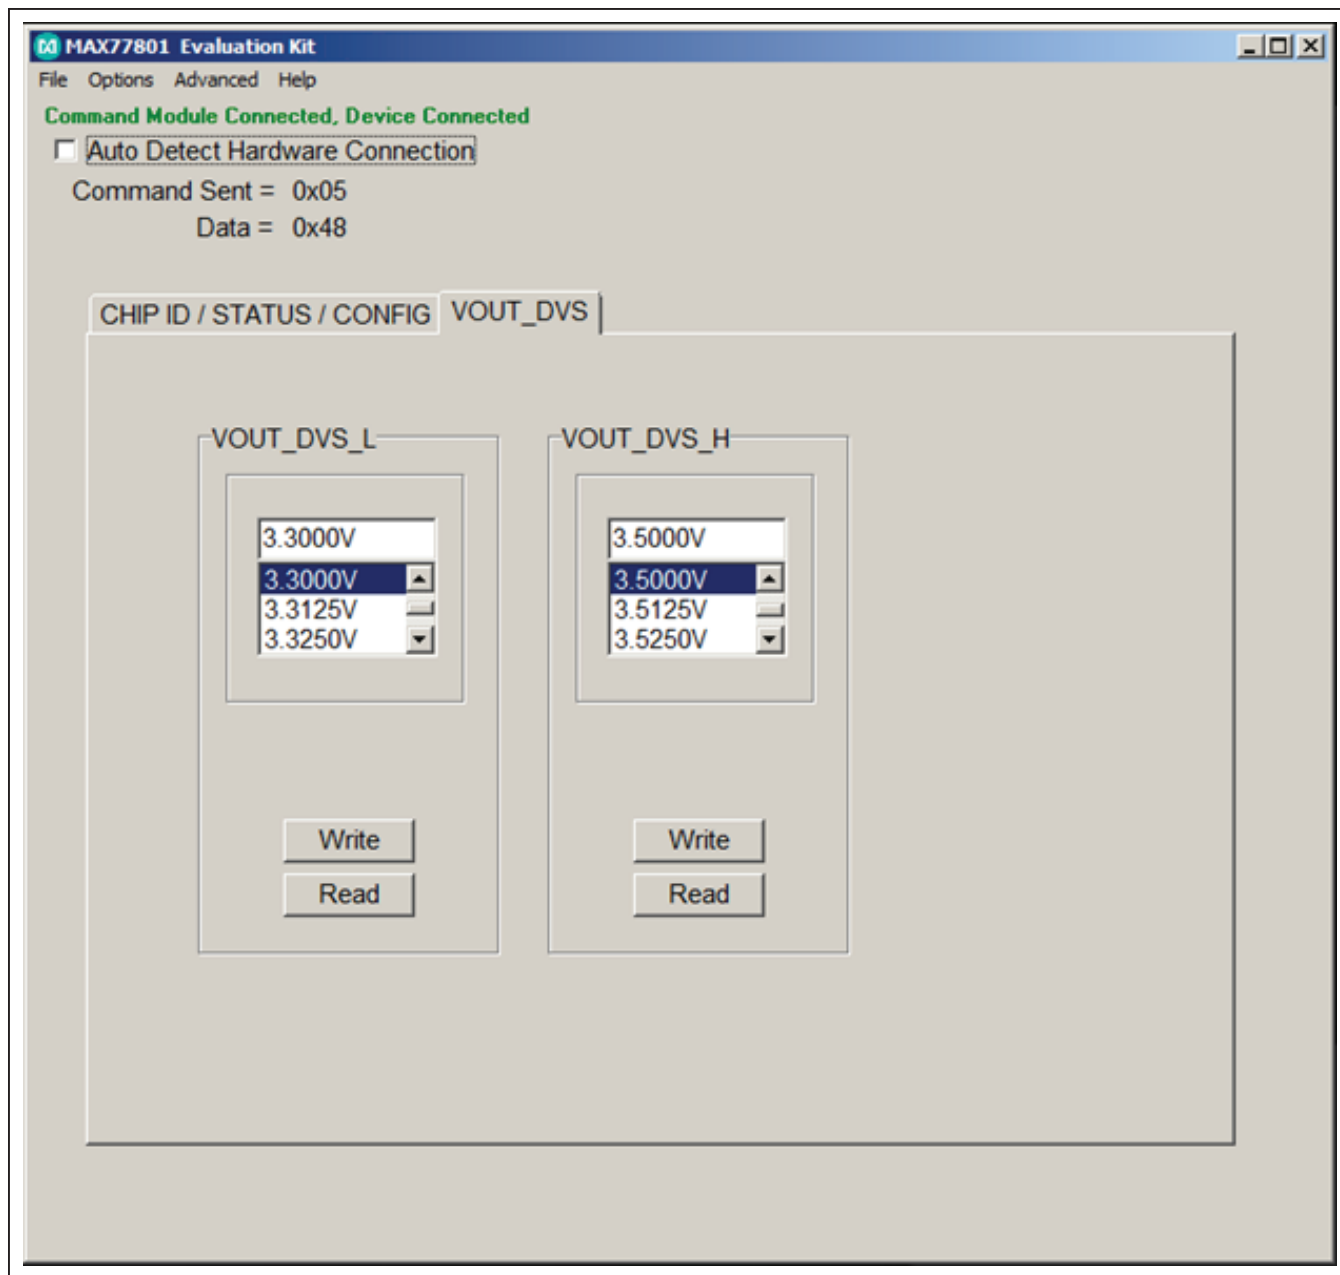 MAX77801 Evaluation Kit
File Options Advanced Help
Command Module Connected, Device Connected
Auto Detect Hardware Connection
Command Sent = 0x05
Data = 0x48
CHIP ID / STATUS / CONFIG VOUT_DVS
VOUT_DVS_L
3.3000V
3.3000V
3.3125V
3.3250V
Write
Read
VOUT_DVS_H
3.5000V
3.5000V
3.5125V
3.5250V
Write
Read